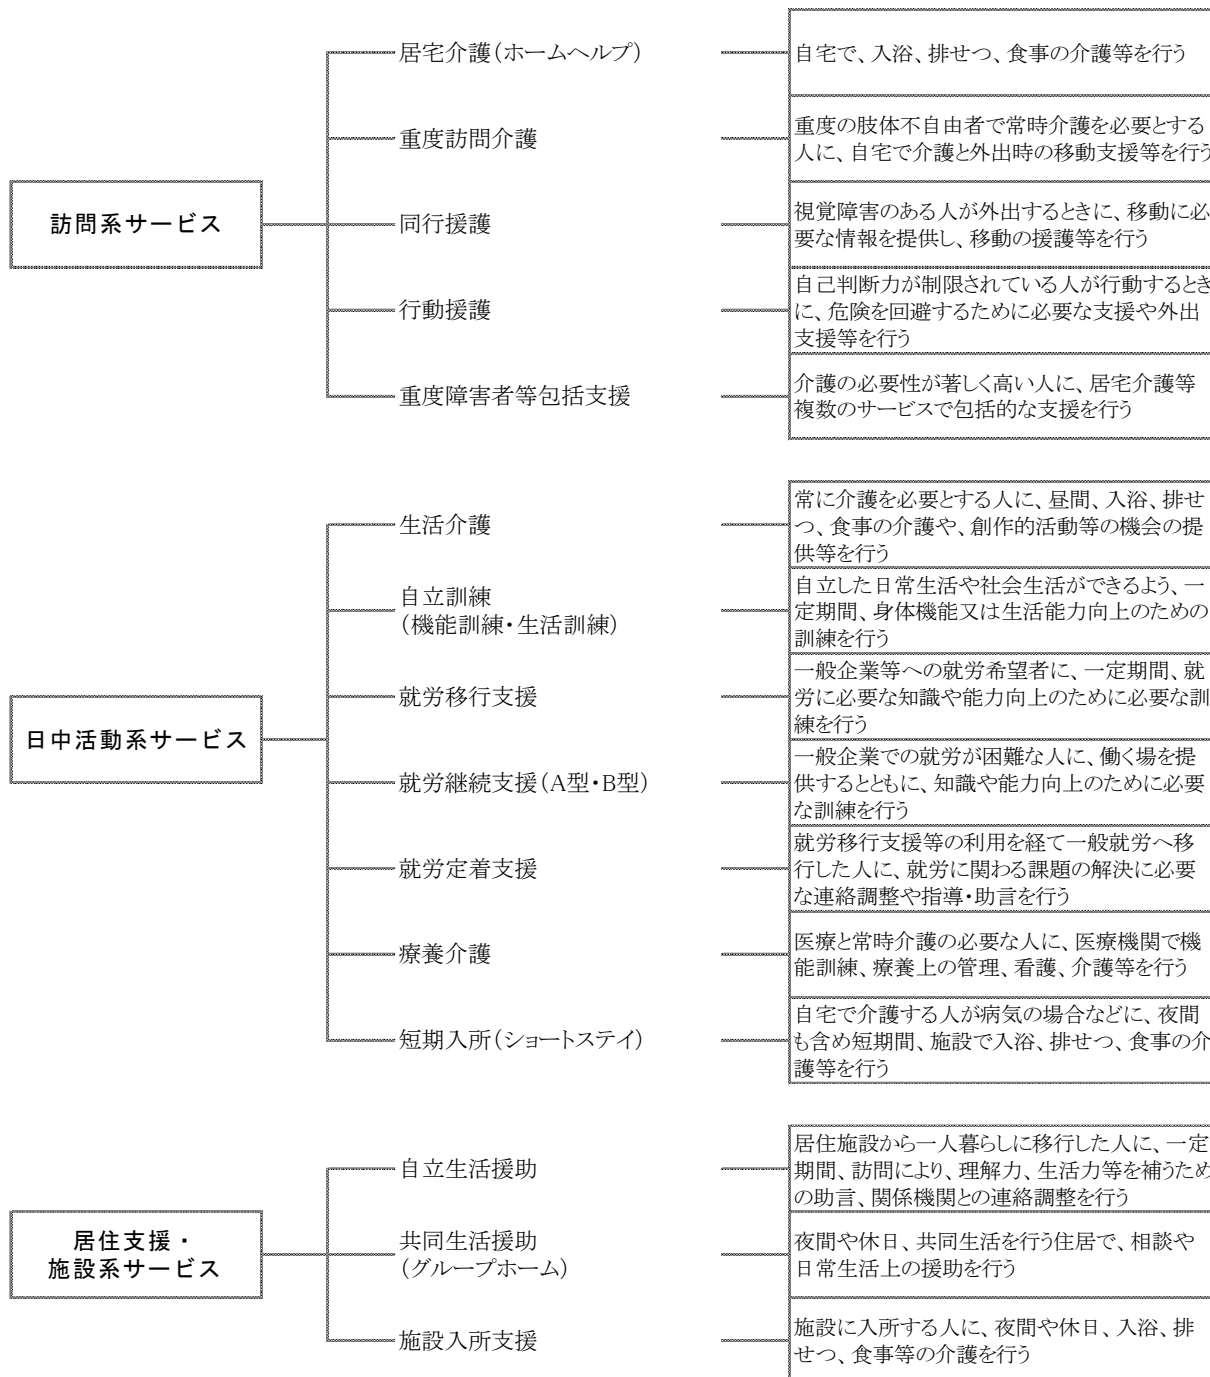 訪問系サービス
居宅介護(ホームヘルプ)
自宅で、入浴、排せつ、食事の介護等を行う
重度訪問介護
重度の肢体不自由者で常時介護を必要とする
人に、自宅で介護と外出時の移動支援等を行う
同行援護
視覚障害のある人が外出するときに、移動に必
要な情報を提供し、移動の援護等を行う
行動援護
自己判断力が制限されている人が行動するとき
に、危険を回避するために必要な支援や外出
支援等を行う
重度障害者等包括支援
介護の必要性が著しく高い人に、居宅介護等
複数のサービスで包括的な支援を行う
日中活動系サービス
生活介護
常に介護を必要とする人に、昼間、入浴、排せ
つ、食事の介護や、創作的活動等の機会の提
供等を行う
自立訓練
(機能訓練・生活訓練)
自立した日常生活や社会生活ができるよう、一
定期間、身体機能又は生活能力向上のための
訓練を行う
就労移行支援
一般企業等への就労希望者に、一定期間、就
労に必要な知識や能力向上のために必要な訓
練を行う
就労継続支援(A型・B型)
一般企業での就労が困難な人に、働く場を提
供するとともに、知識や能力向上のために必要
な訓練を行う
就労定着支援
就労移行支援等の利用を経て一般就労へ移
行した人に、就労に関わる課題の解決に必要
な連絡調整や指導・助言を行う
療養介護
医療と常時介護の必要な人に、医療機関で機
能訓練、療養上の管理、看護、介護等を行う
短期入所(ショートステイ)
自宅で介護する人が病気の場合などに、夜間
も含め短期間、施設で入浴、排せつ、食事の介
護等を行う
居住支援・
施設系サービス
自立生活援助
居住施設から一人暮らしに移行した人に、一定
期間、訪問により、理解力、生活力等を補うため
の助言、関係機関との連絡調整を行う
共同生活援助
(グループホーム)
夜間や休日、共同生活を行う住居で、相談や
日常生活上の援助を行う
施設入所支援
施設に入所する人に、夜間や休日、入浴、排
せつ、食事等の介護を行う